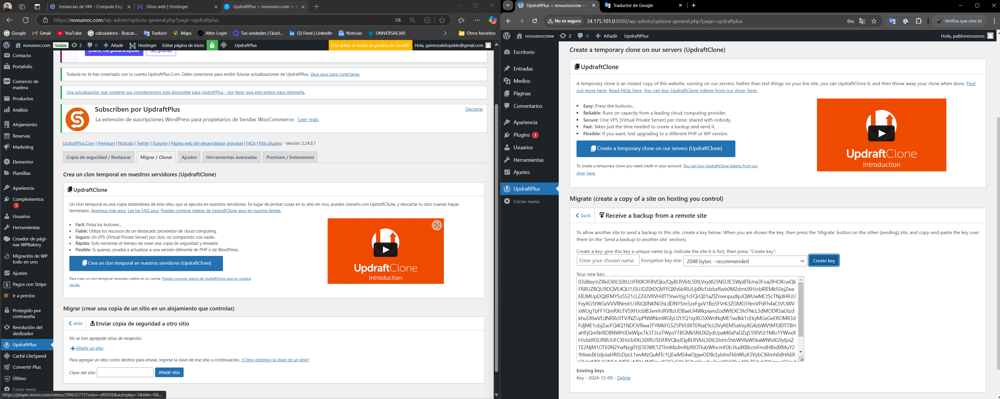 Instancias de VM – Compute Engi
Sitios web | Hostinger
UpdraftPlus < novusnoc.com — W
https://novusnoc.com/wp-admin/options-general.php?page=updraftplus
Google
Gmail
YouTube
calculadora - Buscar...
Traducir
Maps
After Login
Tus unidades | Quizl...
(3) Feed | LinkedIn
Noticias
UNIVERSAE360
Otros favoritos
novusnoc.com
Visible
2
0
Añadir
Hostinger
Editar página de inicio
UpdraftPlus
Está activo el modo de prueba de GiveWP
Hola, gamezsalidopablo@gmail.com
Contacto
Portafolio
Comercio de
madera
Productos
Análisis
Alojamiento
Reservas
Marketing
Elementor
Plantillas
Apariencia
Complementos
1
Usuarios
Herramientas
Creador de pági-
nas WPBakery
Migración de WP
todo en uno
Ajustes
Pagos con Stripe
Ir a precios
Protegido por
contraseña
Revolución del
deslizador
UpdraftPlus
Caché LiteSpeed
Convertir Plus
Último
Cerrar menú
https://player.vimeo.com/video/299632775?color=df6926&autoplay=1&title=0&...
¡Claro!, me gustaría ayudar
No, gracias
Todavía no te has conectado con tu cuenta UpdraftPlus.Com. Debe conectarse para recibir futuras actualizaciones de UpdraftPlus. Vaya aquí para conectarse.
Una actualización que contiene sus complementos está disponible para UpdraftPlus - por favor siga este enlace para obtenerla.
Subscriben por UpdraftPlus
Descartar
La extensión de suscripciones WordPress para propietarios de tiendas WooCommerce. Leer más
UpdraftPlus.Com | Premium | Noticias | Twitter | Soporte | Página web del desarrollador principal | FAQs | Más plugins - Versión: 2.24.8.1
Copia de seguridad / Restaurar
Migrar / Clonar
Ajustes
Herramientas avanzadas
Premium / Extensiones
Crea un clon temporal en nuestros servidores (UpdraftClone)
UpdraftClone
Un clon temporal es una copia instantánea de este sitio, que se ejecuta en nuestros servidores. En lugar de probar cosas en tu sitio en vivo, puedes clonarlo con UpdraftClone, y descartar tu clon cuando hayas
terminado. Averigua más aquí. Lee las FAQ aquí. Puedes comprar tokens de UpdraftClone aquí en nuestra tienda.
• Fácil: Pulsa los botones...
• Fiable: Utiliza los recursos de un destacado proveedor de cloud computing.
• Seguro: Un VPS (Virtual Private Server) por clon, no compartido con nadie.
• Rápido: Solo necesitas el tiempo de crear una copia de seguridad y enviarla.
• Flexible: Si quieres, prueba a actualizar a una versión diferente de PHP o de WordPress.
Crea un clon temporal en nuestros servidores (UpdraftClone)
Para crear un clon temporal necesitas crédito en tu cuenta. Puedes comprar tokens de UpdraftClone aquí en nuestra
tienda.
UpdraftClone
Introduction
Migrar (crear una copia de un sitio en un alojamiento que controlas)
atrás
Enviar copia de seguridad a otro sitio
No se han agregado sitios de recepción.
Añadir un sitio
Para agregar un sitio como destino para enviar, ingrese la clave de ese sitio a continuación. ¿Cómo obtengo la clave de un sitio?
Clave del sitio
Añadir sitio
UpdraftPlus < novusnocnew —
Traductor de Google
No es seguro
34.175.101.0:8080/wp-admin/options-general.php?page=updraftplus
Verifica que eres tú
novusnocnew
2
0
Añadir
UpdraftPlus
Hola, pablonovusnoc
Escritorio
Entradas
Medios
Páginas
Comentarios
Apariencia
Plugins 1
Usuarios
Herramientas
Ajustes
UpdraftPlus
Cerrar menú
Create a temporary clone on our servers (UpdraftClone)
UpdraftClone
A temporary clone is an instant copy of this website, running on our servers. Rather than test things on your live site, you can UpdraftClone it, and then throw away your clone when done. Find
out more here. Read FAQs here. You can buy UpdraftClone tokens from our shop, here.
• Easy: Press the buttons...
• Reliable: Runs on capacity from a leading cloud computing provider.
• Secure: One VPS (Virtual Private Server) per clone, shared with nobody.
• Fast: Takes just the time needed to create a backup and send it.
• Flexible: If you want, test upgrading to a different PHP or WP version.
Create a temporary clone on our servers (UpdraftClone)
To create a temporary clone you need credit in your account. You can buy UpdraftClone tokens from our
shop, here.
UpdraftClone
Introduction
Migrate (create a copy of a site on hosting you control)
back
Receive a backup from a remote site
To allow another site to send a backup to this site, create a key below. When you are shown the key, then press the 'Migrate' button on the other (sending) site, and copy-and-paste the key over
there (in the 'Send a backup to another site' section).
Create a key: give this key a unique name (e.g. indicate the site it is for), then press "Create key":
Enter your chosen name
Encryption key size:
2048 bytes - recommended
Create key
Your new key:
Existing keys
Key - 2024-12-09 - Delete